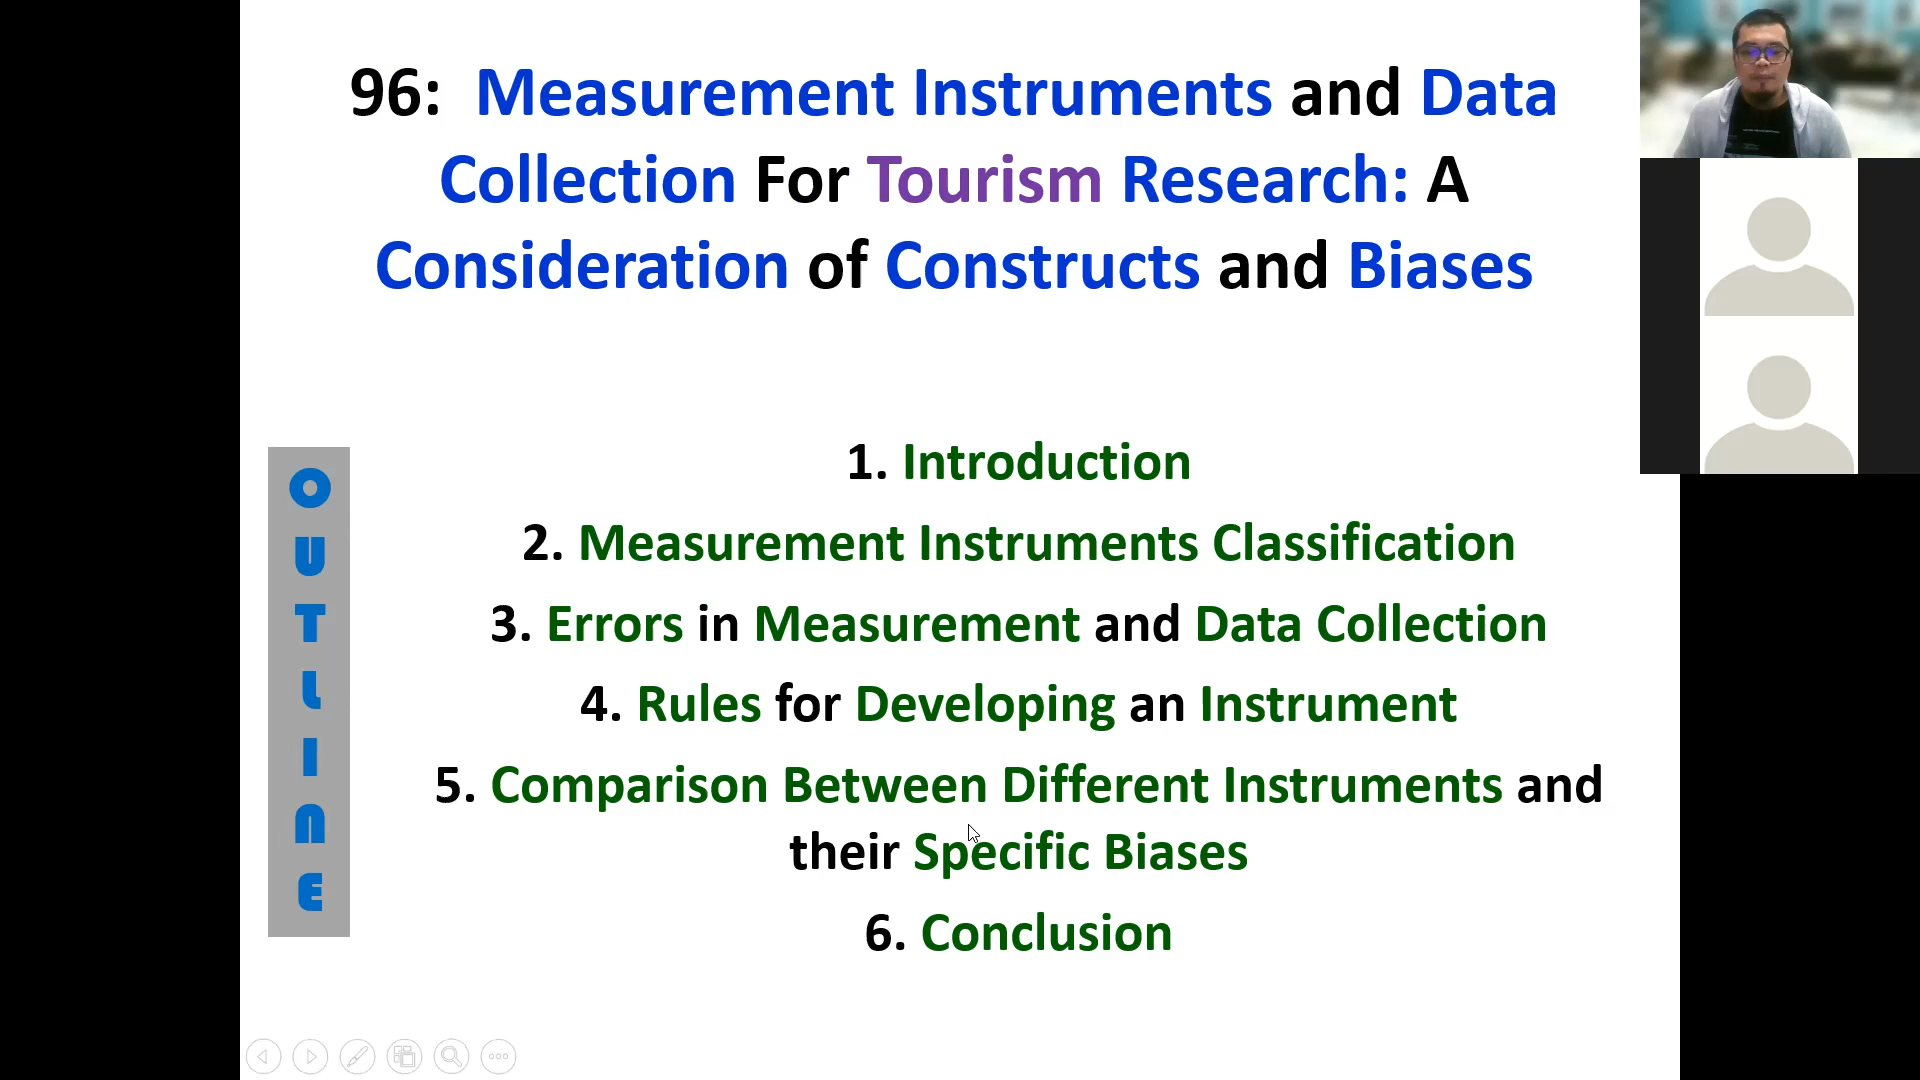 96: Measurement Instruments and Data
Collection For Tourism Research: A
Consideration of Constructs and Biases
OUTLINE
1. Introduction
2. Measurement Instruments Classification
3. Errors in Measurement and Data Collection
4. Rules for Developing an Instrument
5. Comparison Between Different Instruments and
their Specific Biases
6. Conclusion